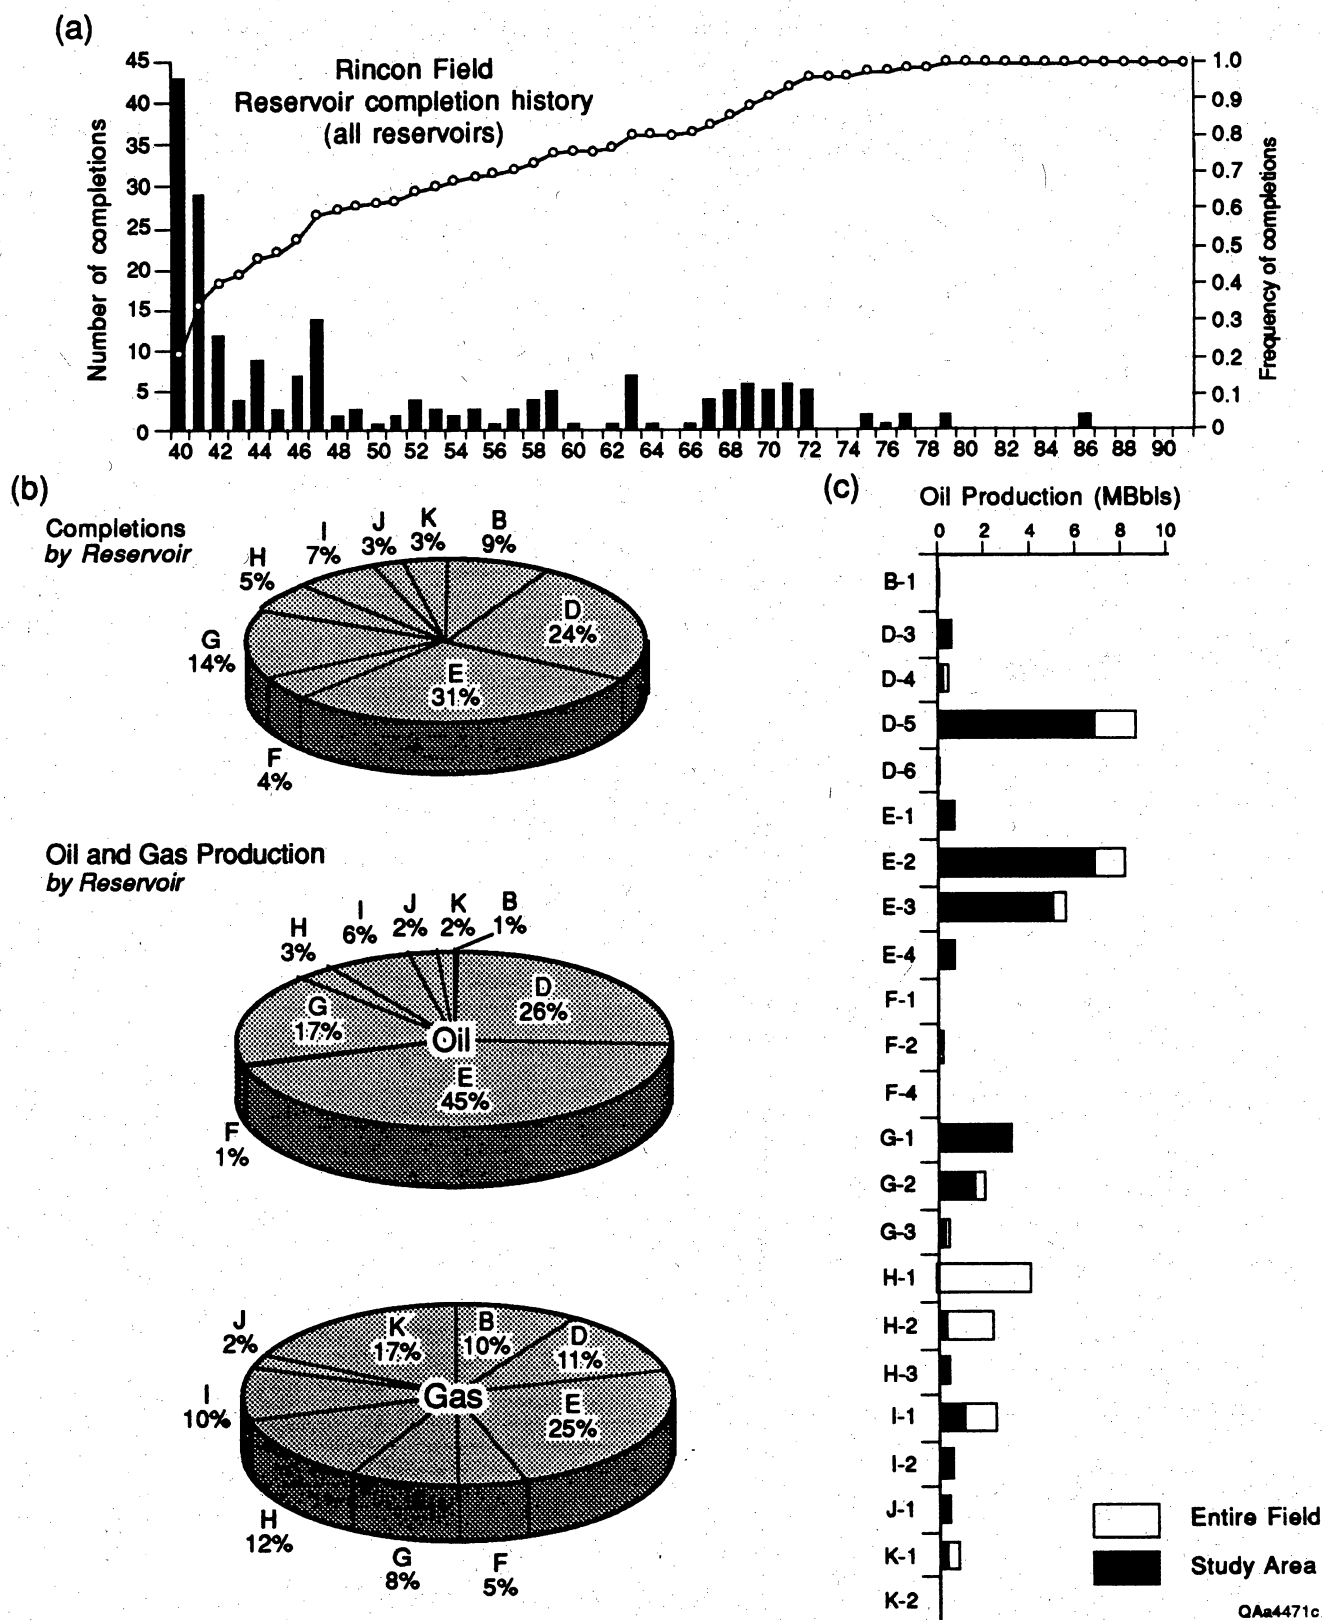 (a)
Rincon Field
Reservoir completion history
(all reservoirs)
Number of completions
45
40
35
30
25
20
15
10
5
0
Frequency of completions
1.0
0.9
0.8
0.7
0.6
0.5
0.4
0.3
0.2
0.1
0
40 42 44 46 48 50 52 54 56 58 60 62 64 66 68 70 72 74 76 78 80 82 84 86 90
(b)
Completions
by Reservoir
H
5%
I
7%
J
3%
K
3%
B
9%
D
24%
E
31%
G
14%
F
4%
Oil and Gas Production
by Reservoir
H
3%
I
6%
J
2%
K
2%
B
1%
D
26%
G
17%
Oil
E
45%
F
1%
J
2%
K
17%
B
10%
D
11%
I
10%
Gas
E
25%
H
12%
G
8%
F
5%
(c)
Oil Production (MBbls)
0 2 4 6 8 10
B-1
D-3
D-4
D-5
D-6
E-1
E-2
E-3
E-4
F-1
F-2
F-4
G-1
G-2
G-3
H-1
H-2
H-3
I-1
I-2
J-1
K-1
K-2
Entire Field
Study Area
QAa4471c